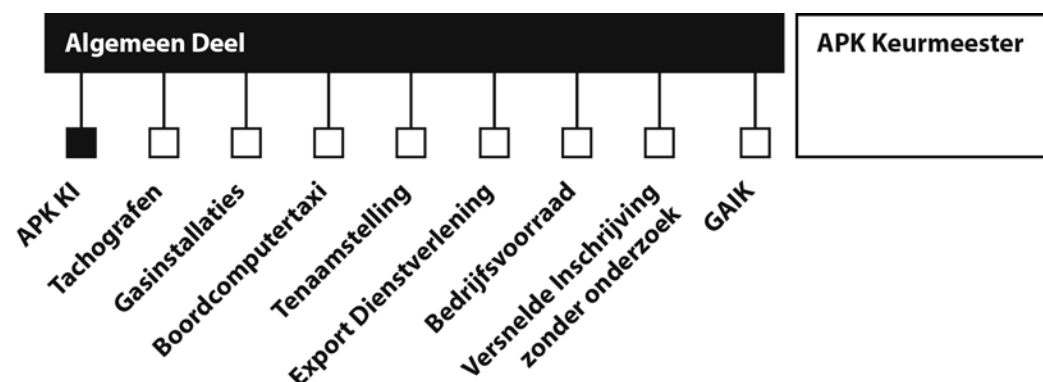 Algemeen Deel
APK Keurmeester
APK KI
Tachografen
Gasinstallaties
Boordcomputertaxi
Tenaamstelling
Export Dienstverlening
Bedrijfsvoorraad
Versnelde Inschrijving
zonder onderzoek
GAIK